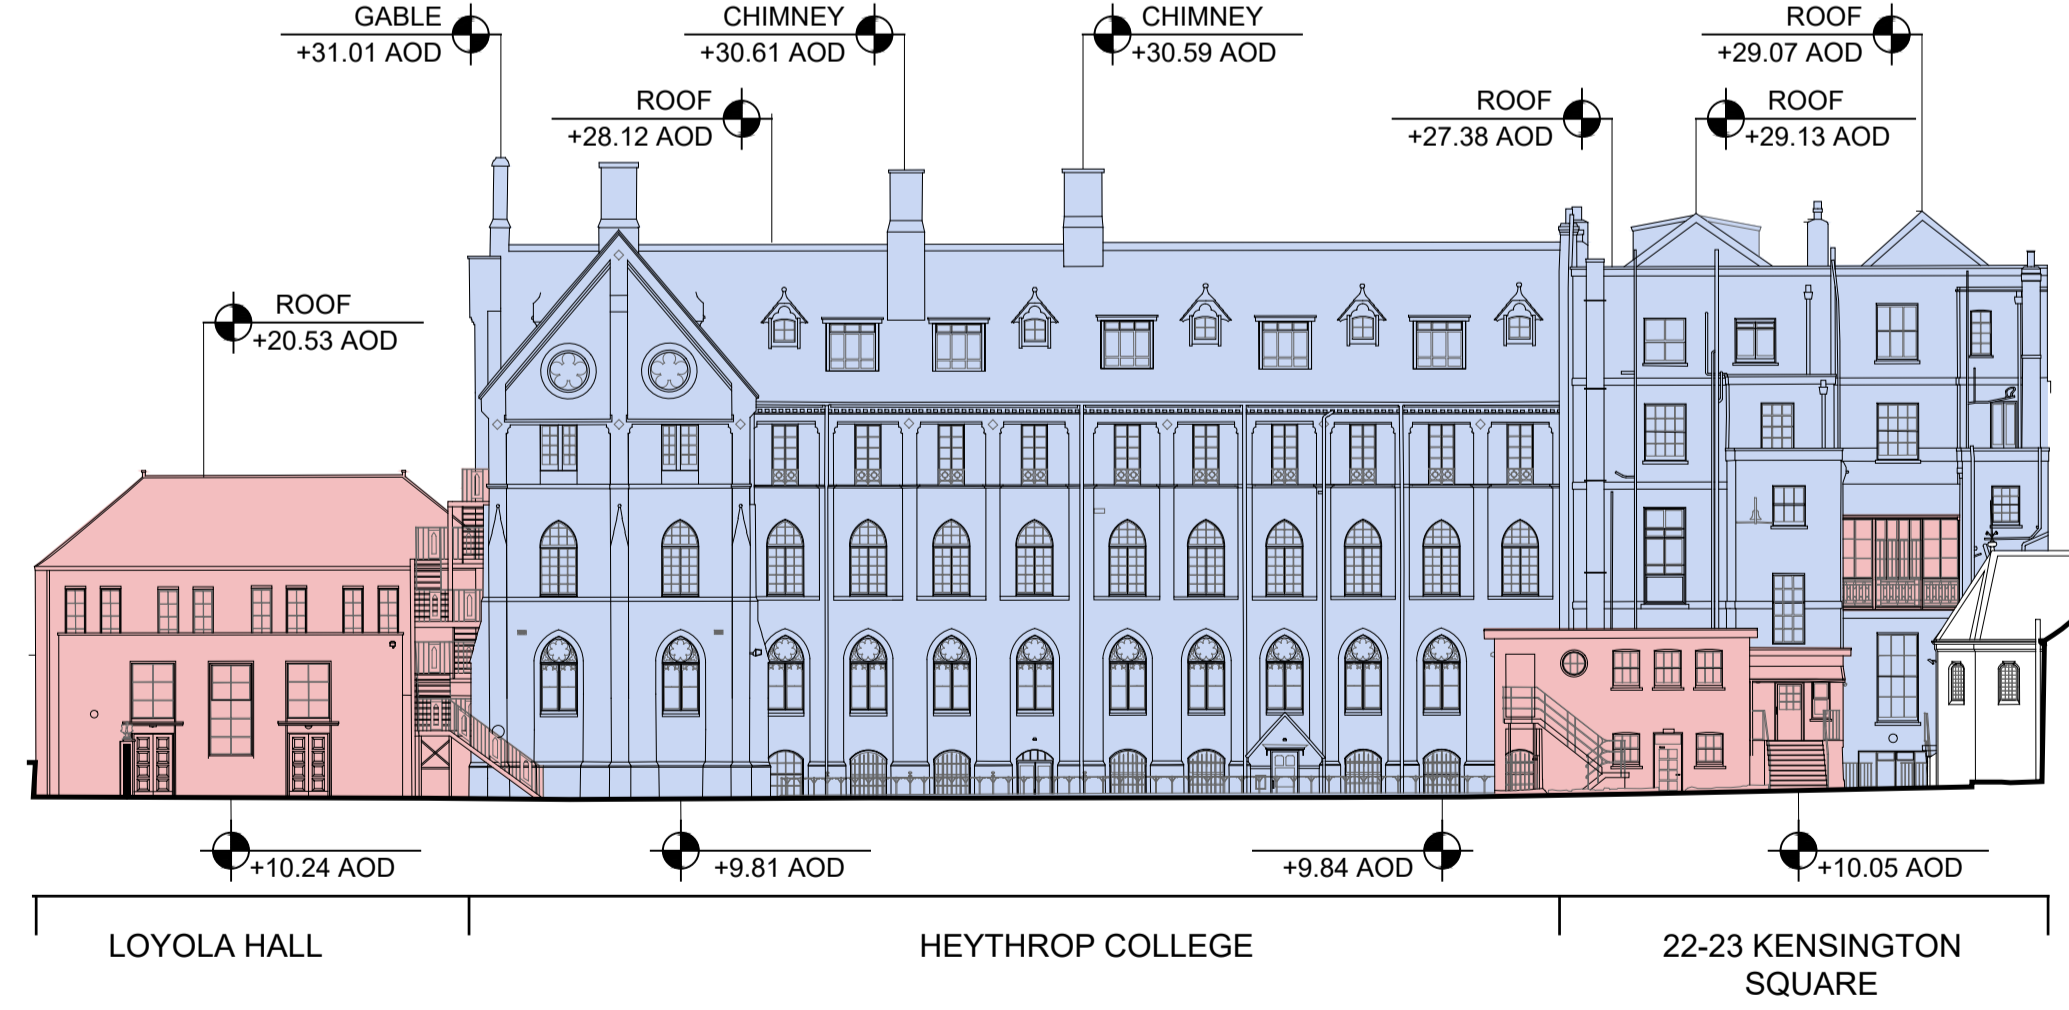 GABLE
+31.01 AOD
CHIMNEY
+30.61 AOD
CHIMNEY
+30.59 AOD
ROOF
+29.07 AOD
ROOF
+28.12 AOD
ROOF
+27.38 AOD
ROOF
+29.13 AOD
ROOF
+20.53 AOD
+10.24 AOD
+9.81 AOD
+9.84 AOD
+10.05 AOD
LOYOLA HALL
HEYTHROP COLLEGE
22-23 KENSINGTON
SQUARE